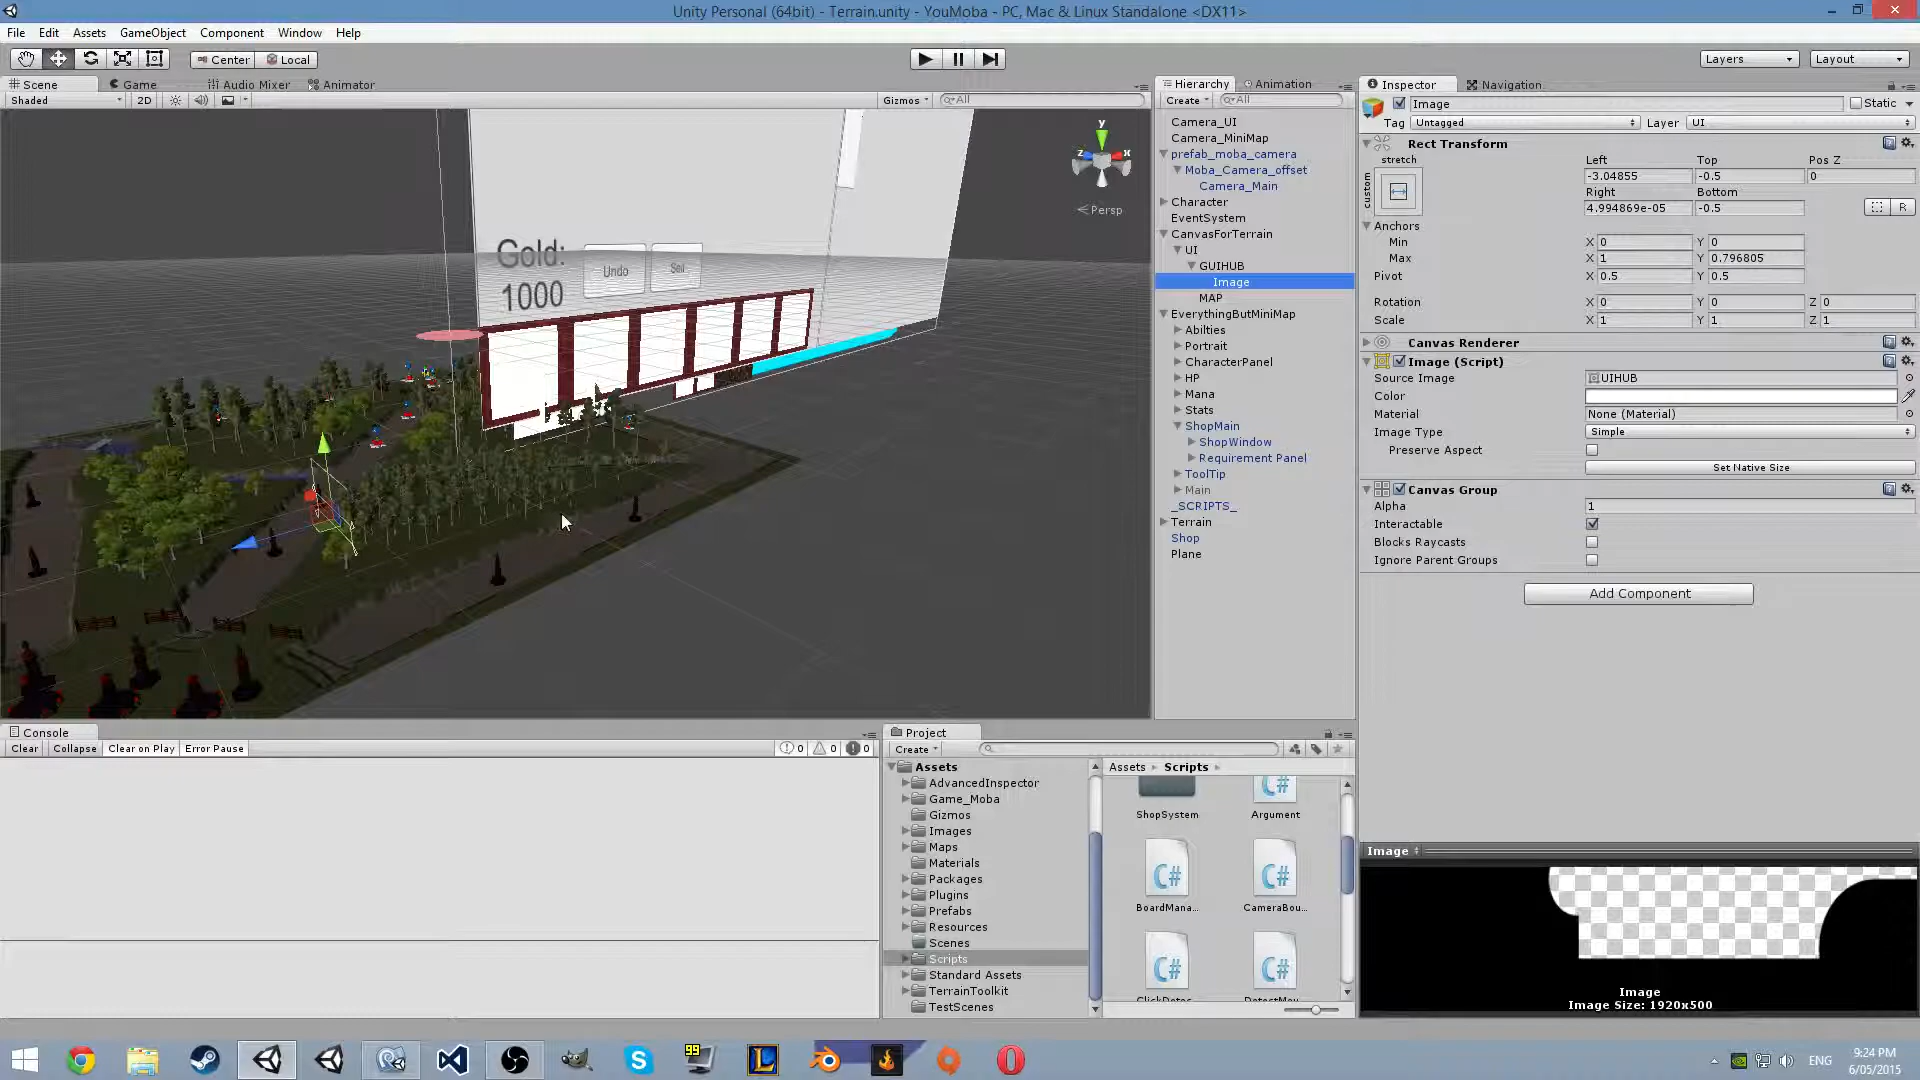 Unity Personal (64bit) - Terrain.unity - YouMoba - PC, Mac & Linux Standalone <DX11>
File Edit Assets GameObject Component Window Help
Center Local
Layers Layout
Scene Game Audio Mixer Animator
Shaded 2D Gizmos All
y
z x
Persp
Gold:
1000
Undo Sell
Hierarchy Animation
Create All
Camera_UI
Camera_MiniMap
prefab_moba_camera
Moba_Camera_offset
Camera_Main
Character
EventSystem
CanvasForTerrain
UI
GUIHUB
Image
MAP
EverythingButMiniMap
Abilties
Portrait
CharacterPanel
HP
Mana
Stats
ShopMain
ShopWindow
Requirement Panel
ToolTip
Main
_SCRIPTS_
Terrain
Shop
Plane
Inspector Navigation
Image Static
Tag Untagged Layer UI
Rect Transform
stretch Left Top Pos Z
custom -3.04855 -0.5 0
Right Bottom
4.994869e-05 -0.5 R
Anchors
Min X 0 Y 0
Max X 1 Y 0.796805
Pivot X 0.5 Y 0.5
Rotation X 0 Y 0 Z 0
Scale X 1 Y 1 Z 1
Canvas Renderer
Image (Script)
Source Image UIHUB
Color
Material None (Material)
Image Type Simple
Preserve Aspect
Set Native Size
Canvas Group
Alpha 1
Interactable
Blocks Raycasts
Ignore Parent Groups
Add Component
Image
Image
Image Size: 1920x500
Console
Clear Collapse Clear on Play Error Pause 0 0 0
Project
Create
Assets
AdvancedInspector
Game_Moba
Gizmos
Images
Maps
Materials
Packages
Plugins
Prefabs
Resources
Scenes
Scripts
Standard Assets
TerrainToolkit
TestScenes
Assets Scripts
ShopSystem Argument
C# C#
BoardMana... CameraBou...
C# C#
99
L
ENG
9:24 PM
6/05/2015